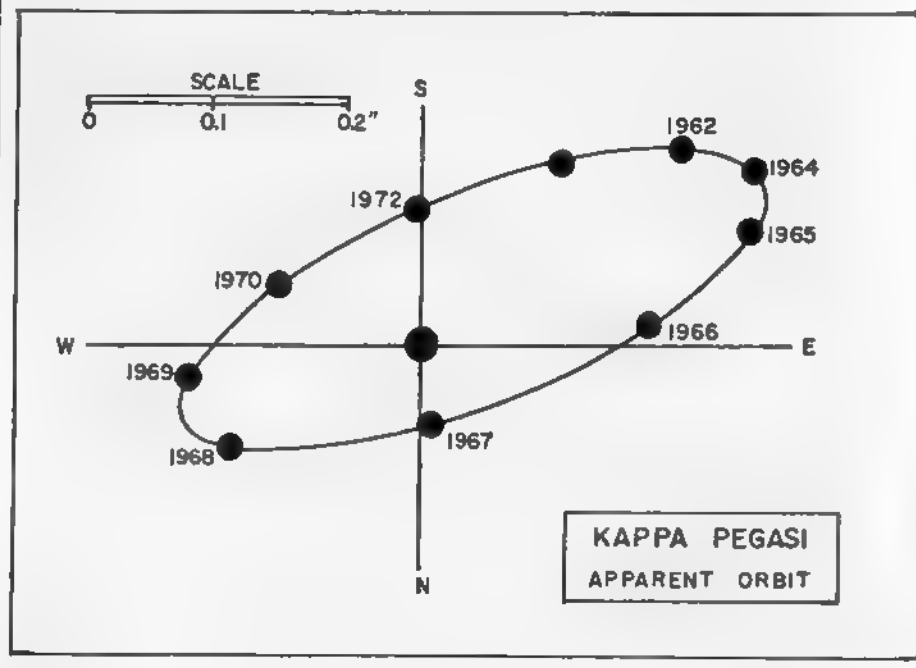 SCALE
0 0.1 0.2"
S
1962
1964
1972
1965
1970
1966
W E
1969
1967
1968
KAPPA PEGASI
APPARENT ORBIT
N